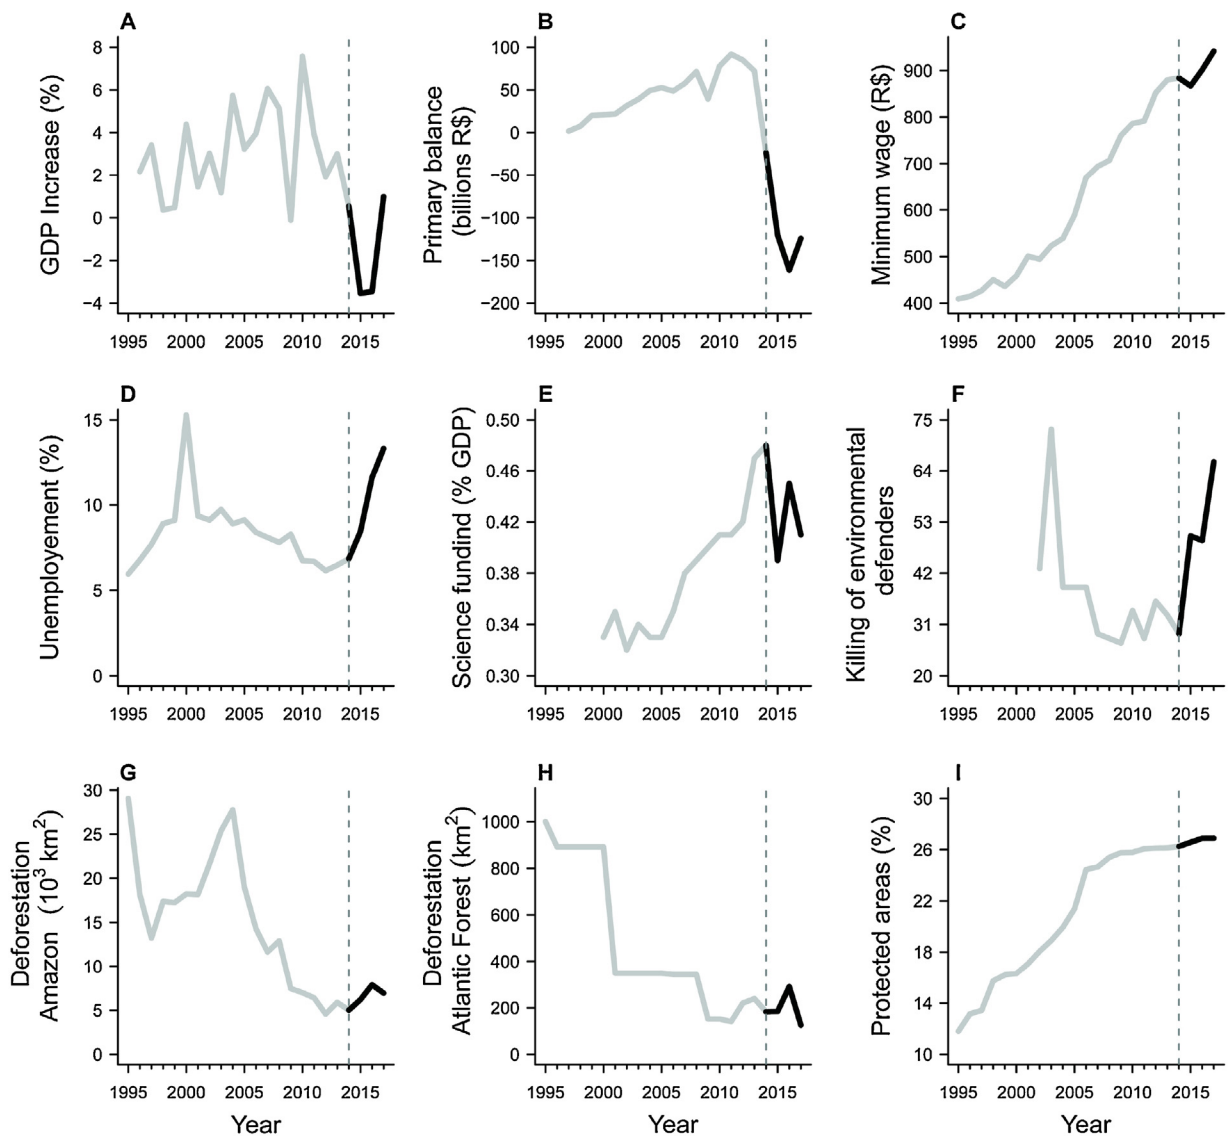 A
GDP Increase (%)
8
6
4
2
0
−2
−4
1995 2000 2005 2010 2015
B
Primary balance
(billions R$)
100
50
0
−50
−100
−150
−200
1995 2000 2005 2010 2015
C
Minimum wage (R$)
900
800
700
600
500
400
1995 2000 2005 2010 2015
D
Unemployement (%)
15
10
5
0
1995 2000 2005 2010 2015
E
Science fundind (% GDP)
0.50
0.46
0.42
0.38
0.34
0.30
1995 2000 2005 2010 2015
F
Killing of environmental
defenders
75
64
53
42
31
20
1995 2000 2005 2010 2015
G
Deforestation
Amazon (10³ km²)
30
25
20
15
10
5
0
1995 2000 2005 2010 2015
Year
H
Deforestation
Atlantic Forest (km²)
1000
800
600
400
200
0
1995 2000 2005 2010 2015
Year
I
Protected areas (%)
30
26
22
18
14
10
1995 2000 2005 2010 2015
Year